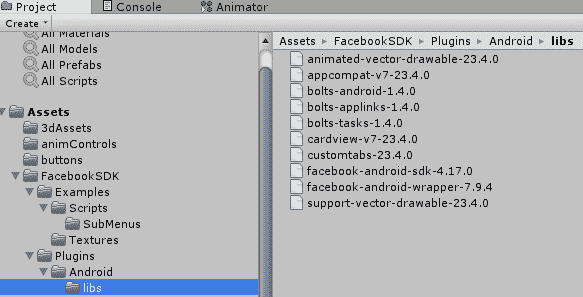 Project
Console
Animator
Create
All Materials
All Models
All Prefabs
All Scripts
Assets
3dAssets
animControls
buttons
FacebookSDK
Examples
Scripts
SubMenus
Textures
Plugins
Android
libs
Assets FacebookSDK Plugins Android libs
animated-vector-drawable-23.4.0
appcompat-v7-23.4.0
bolts-android-1.4.0
bolts-applinks-1.4.0
bolts-tasks-1.4.0
cardview-v7-23.4.0
customtabs-23.4.0
facebook-android-sdk-4.17.0
facebook-android-wrapper-7.9.4
support-vector-drawable-23.4.0